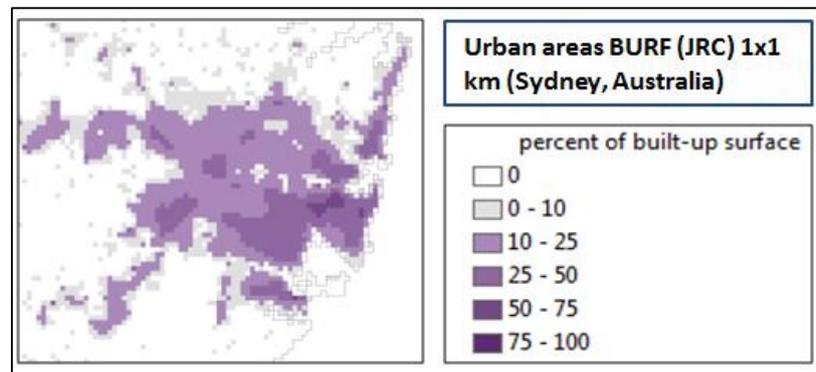 Urban areas BURF (JRC) 1x1
km (Sydney, Australia)
percent of built-up surface
0
0 - 10
10 - 25
25 - 50
50 - 75
75 - 100